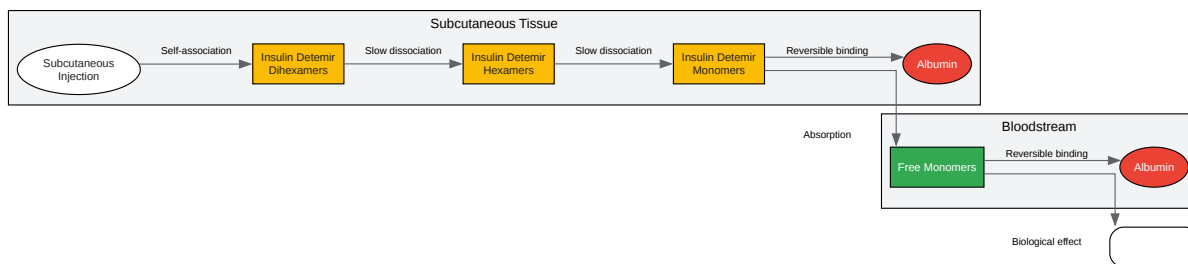 Subcutaneous Tissue
Subcutaneous
Injection
Self-association
Insulin Detemir
Dihexamers
Slow dissociation
Insulin Detemir
Hexamers
Slow dissociation
Insulin Detemir
Monomers
Reversible binding
Albumin
Absorption
Bloodstream
Free Monomers
Reversible binding
Albumin
Biological effect